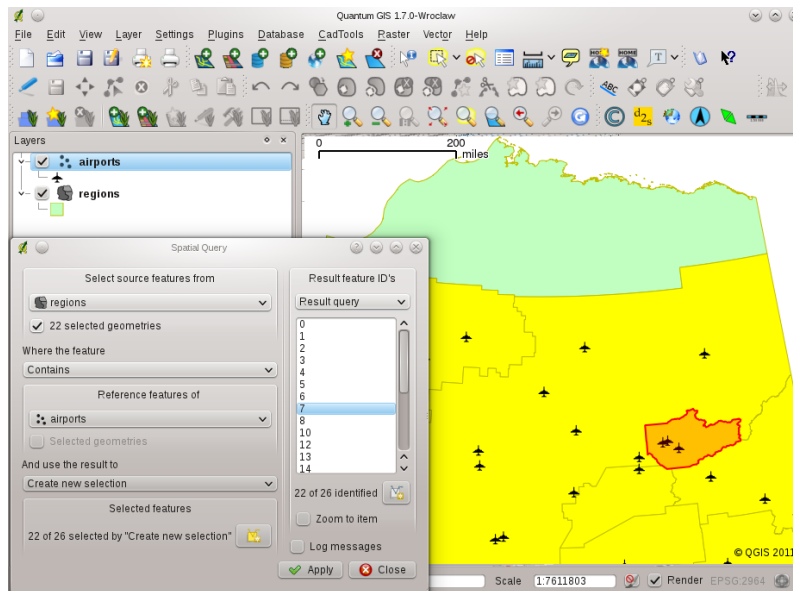 Quantum GIS 1.7.0-Wroclaw
File Edit View Layer Settings Plugins Database CadTools Raster Vector Help
HOME HOME T
ABC
d2s
Layers
airports
regions
0 200
miles
Spatial Query
Select source features from
regions
22 selected geometries
Where the feature
Contains
Reference features of
airports
Selected geometries
And use the result to
Create new selection
Selected features
22 of 26 selected by "Create new selection"
Result feature ID's
Result query
0
1
2
3
4
5
6
7
8
10
12
13
14
22 of 26 identified
Zoom to item
Log messages
Apply Close
© QGIS 2011
Scale 1:7611803 Render EPSG:2964